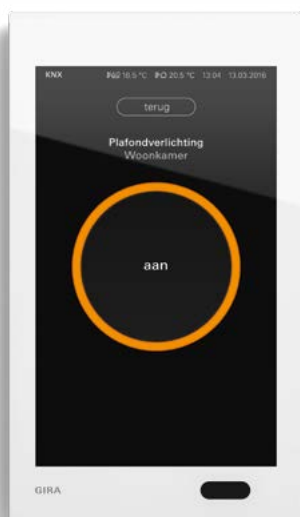 KNX 16.5 °C 20.5 °C 13:04 13.03.2016
terug
Plafondverlichting
Woonkamer
aan
GIRA